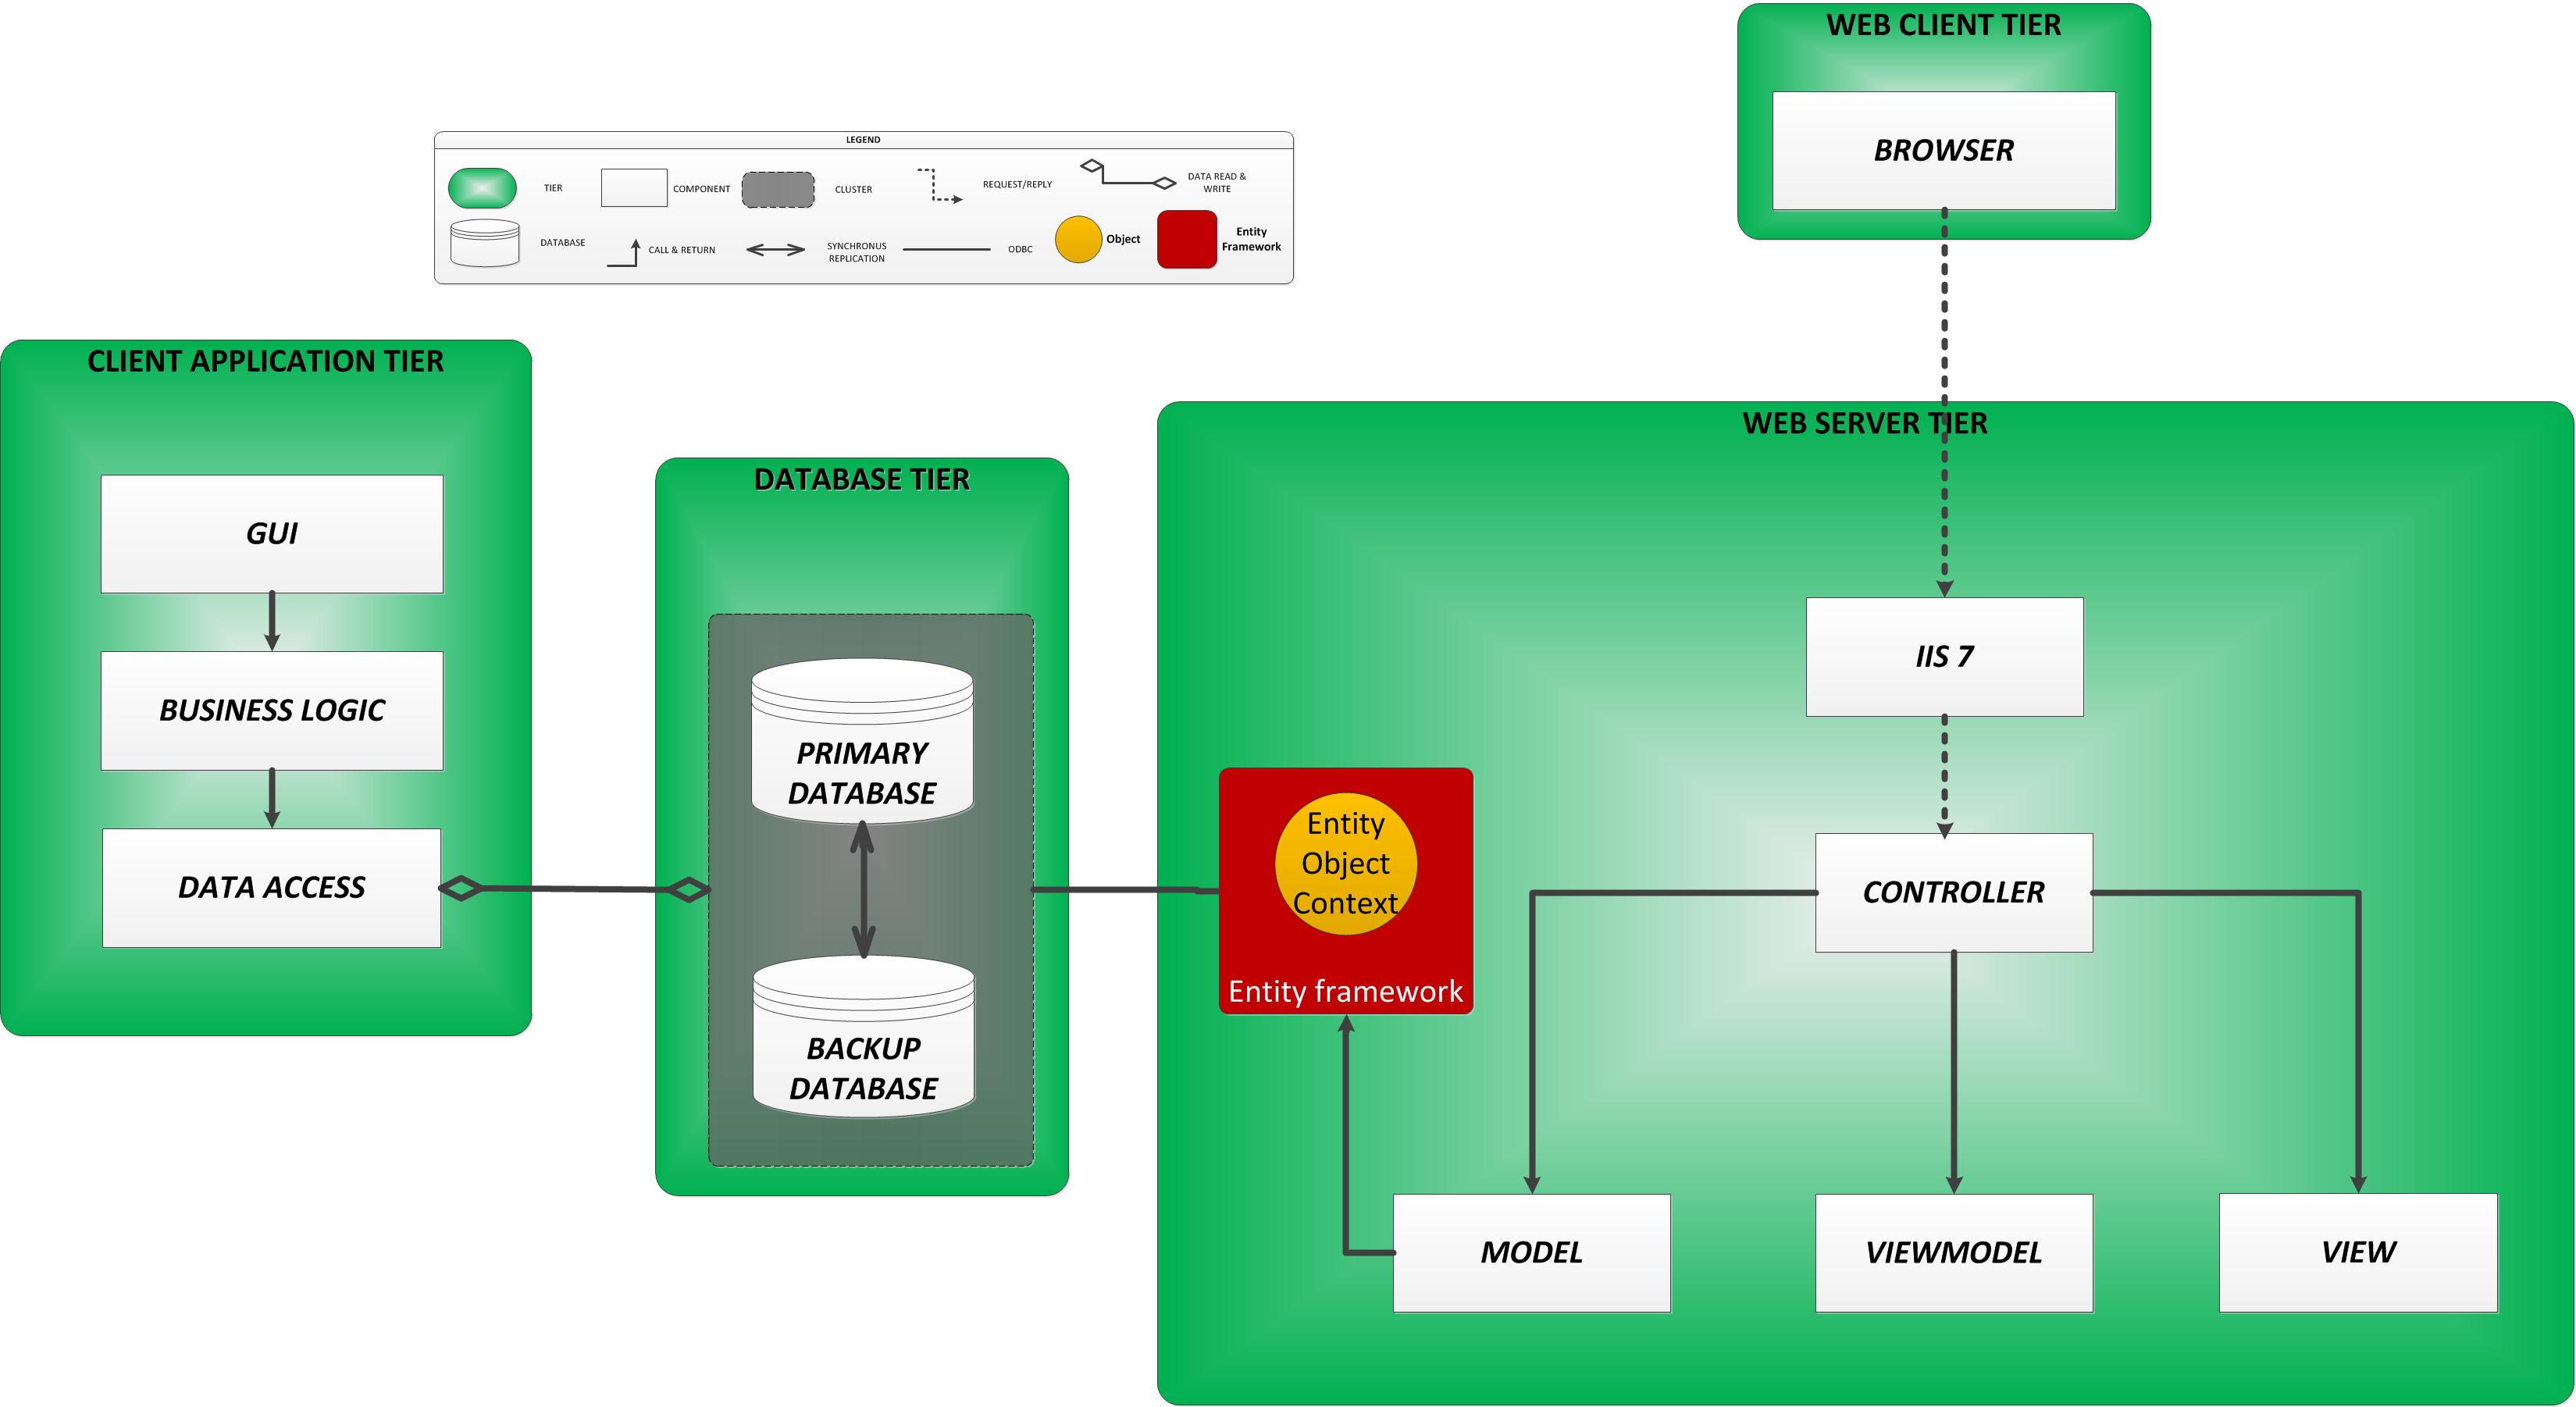 WEB CLIENT TIER
BROWSER
LEGEND
TIER
COMPONENT
CLUSTER
REQUEST/REPLY
DATA READ &
WRITE
DATABASE
CALL & RETURN
SYNCHRONUS
REPLICATION
ODBC
Object
Entity
Framework
CLIENT APPLICATION TIER
GUI
BUSINESS LOGIC
DATA ACCESS
DATABASE TIER
PRIMARY
DATABASE
BACKUP
DATABASE
WEB SERVER TIER
IIS 7
Entity
Object
Context
Entity framework
CONTROLLER
MODEL
VIEWMODEL
VIEW